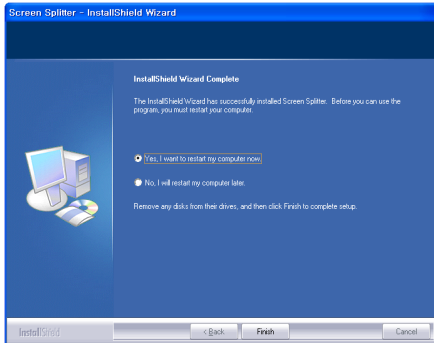 Screen Splitter - InstallShield Wizard
InstallShield Wizard Complete
The InstallShield Wizard has successfully installed Screen Splitter. Before you can use the
program, you must restart your computer.
Yes, I want to restart my computer now.
No, I will restart my computer later.
Remove any disks from their drives, and then click Finish to complete setup.
InstallShield
< Back
Finish
Cancel